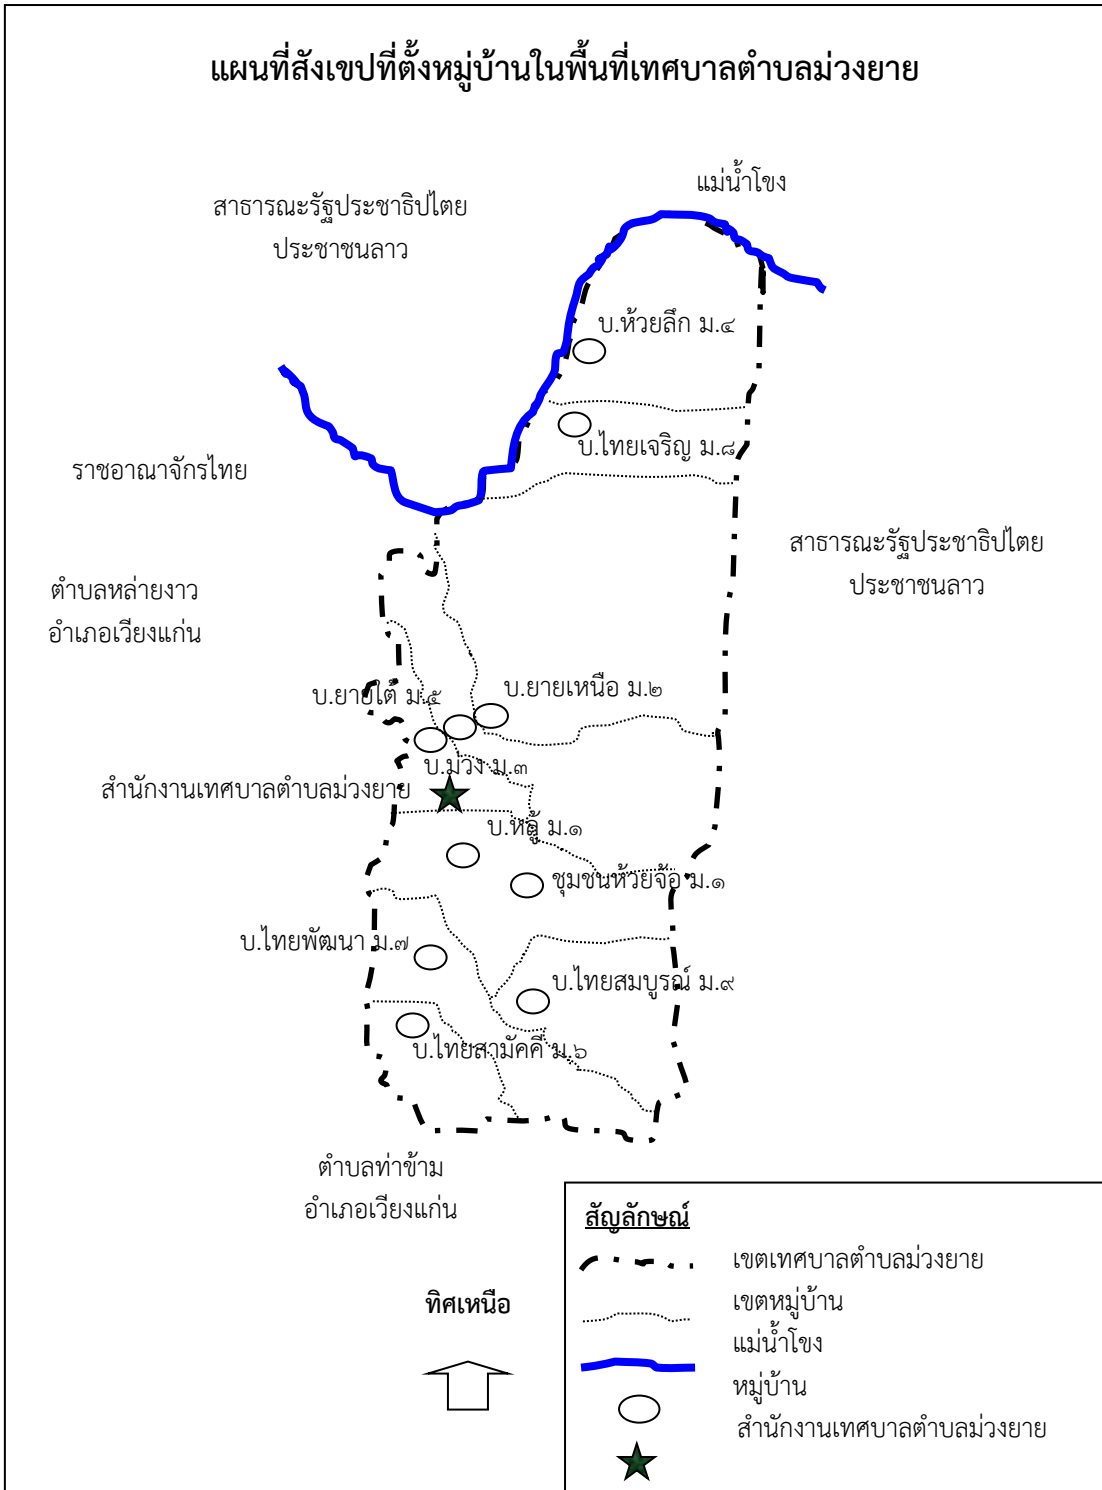 แผนที่สังเขปที่ตั้งหมู่บ้านในพื้นที่เทศบาลตำบลม่วงยาย
แม่น้ำโขง
สาธารณะรัฐประชาธิปไตย
ประชาชนลาว
บ.ห้วยลึก ม.๔
บ.ไทยเจริญ ม.๘
ราชอาณาจักรไทย
สาธารณะรัฐประชาธิปไตย
ประชาชนลาว
ตำบลหล่ายงาว
อำเภอเวียงแก่น
บ.ยายใต้ ม.๕
บ.ยายเหนือ ม.๒
บ.ม่วง ม.๓
สำนักงานเทศบาลตำบลม่วงยาย
บ.หลู้ ม.๑
ชุมชนห้วยจ้อ ม.๑
บ.ไทยพัฒนา ม.๗
บ.ไทยสมบูรณ์ ม.๙
บ.ไทยสามัคคี ม.๖
ตำบลท่าข้าม
อำเภอเวียงแก่น
สัญลักษณ์
เขตเทศบาลตำบลม่วงยาย
เขตหมู่บ้าน
แม่น้ำโขง
หมู่บ้าน
สำนักงานเทศบาลตำบลม่วงยาย
ทิศเหนือ